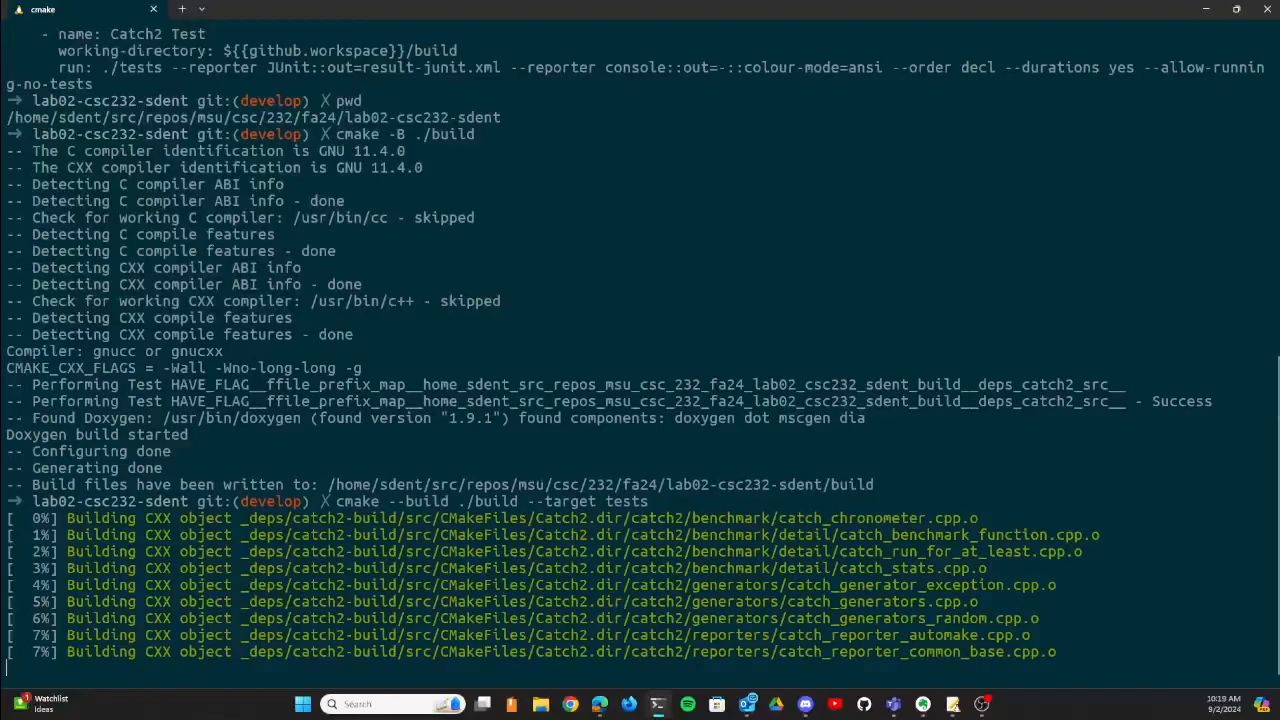 cmake
- name: Catch2 Test
working-directory: ${{github.workspace}}/build
run: ./tests --reporter JUnit::out=result-junit.xml --reporter console::out=-::colour-mode=ansi --order decl --durations yes --allow-runnin
g-no-tests
→ lab02-csc232-sdent git:(develop) ✗ pwd
/home/sdent/src/repos/msu/csc/232/fa24/lab02-csc232-sdent
→ lab02-csc232-sdent git:(develop) ✗ cmake -B ./build
-- The C compiler identification is GNU 11.4.0
-- The CXX compiler identification is GNU 11.4.0
-- Detecting C compiler ABI info
-- Detecting C compiler ABI info - done
-- Check for working C compiler: /usr/bin/cc - skipped
-- Detecting C compile features
-- Detecting C compile features - done
-- Detecting CXX compiler ABI info
-- Detecting CXX compiler ABI info - done
-- Check for working CXX compiler: /usr/bin/c++ - skipped
-- Detecting CXX compile features
-- Detecting CXX compile features - done
Compiler: gnucc or gnucxx
CMAKE_CXX_FLAGS = -Wall -Wno-long-long -g
-- Performing Test HAVE_FLAG__ffile_prefix_map__home_sdent_src_repos_msu_csc_232_fa24_lab02_csc232_sdent_build__deps_catch2_src__
-- Performing Test HAVE_FLAG__ffile_prefix_map__home_sdent_src_repos_msu_csc_232_fa24_lab02_csc232_sdent_build__deps_catch2_src__ - Success
-- Found Doxygen: /usr/bin/doxygen (found version "1.9.1") found components: doxygen dot mscgen dia
Doxygen build started
-- Configuring done
-- Generating done
-- Build files have been written to: /home/sdent/src/repos/msu/csc/232/fa24/lab02-csc232-sdent/build
→ lab02-csc232-sdent git:(develop) ✗ cmake --build ./build --target tests
[  0%] Building CXX object _deps/catch2-build/src/CMakeFiles/Catch2.dir/catch2/benchmark/catch_chronometer.cpp.o
[  1%] Building CXX object _deps/catch2-build/src/CMakeFiles/Catch2.dir/catch2/benchmark/detail/catch_benchmark_function.cpp.o
[  2%] Building CXX object _deps/catch2-build/src/CMakeFiles/Catch2.dir/catch2/benchmark/detail/catch_run_for_at_least.cpp.o
[  3%] Building CXX object _deps/catch2-build/src/CMakeFiles/Catch2.dir/catch2/benchmark/detail/catch_stats.cpp.o
[  4%] Building CXX object _deps/catch2-build/src/CMakeFiles/Catch2.dir/catch2/generators/catch_generator_exception.cpp.o
[  5%] Building CXX object _deps/catch2-build/src/CMakeFiles/Catch2.dir/catch2/generators/catch_generators.cpp.o
[  6%] Building CXX object _deps/catch2-build/src/CMakeFiles/Catch2.dir/catch2/generators/catch_generators_random.cpp.o
[  7%] Building CXX object _deps/catch2-build/src/CMakeFiles/Catch2.dir/catch2/reporters/catch_reporter_automake.cpp.o
[  7%] Building CXX object _deps/catch2-build/src/CMakeFiles/Catch2.dir/catch2/reporters/catch_reporter_common_base.cpp.o
1
Watchlist
Ideas
Search
10:19 AM
9/2/2024